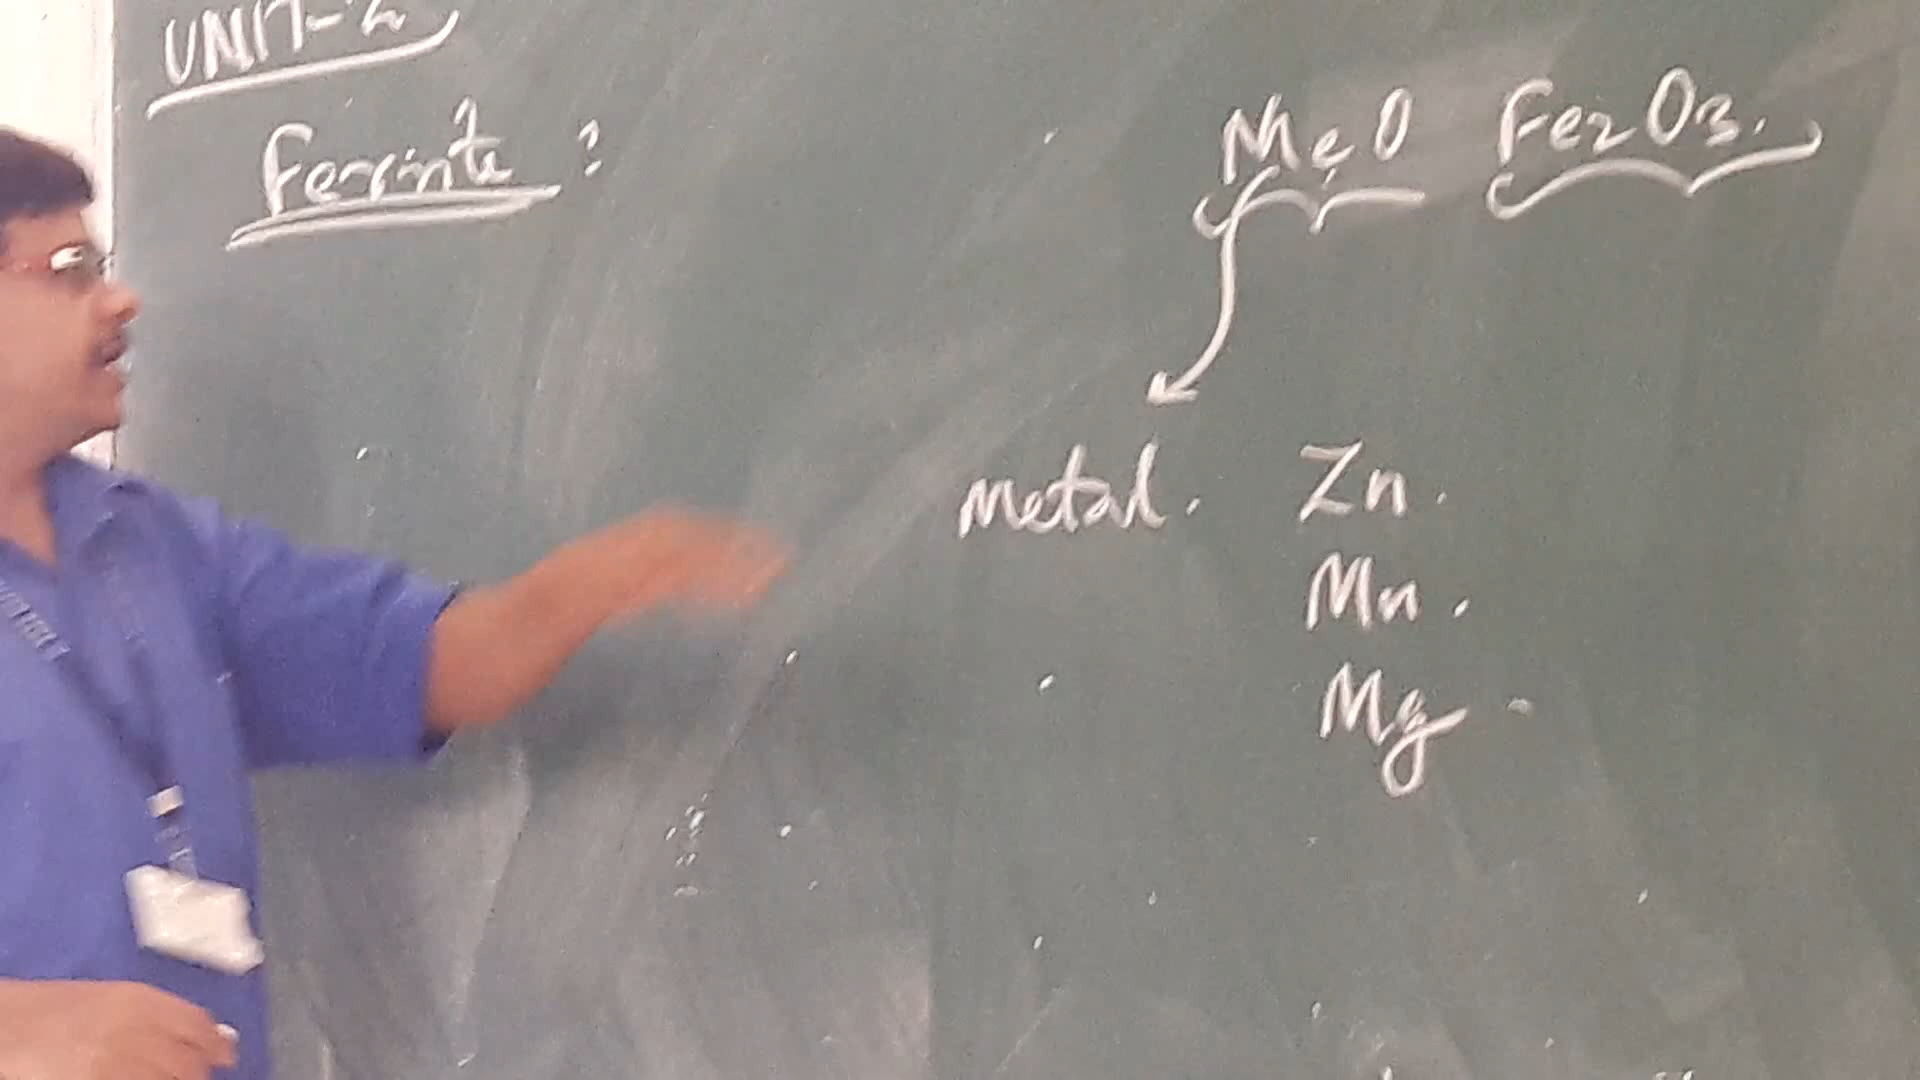 UNIT-2
Ferrite ?
MeO Fe2O3.
metal. Zn.
Mn.
Mg